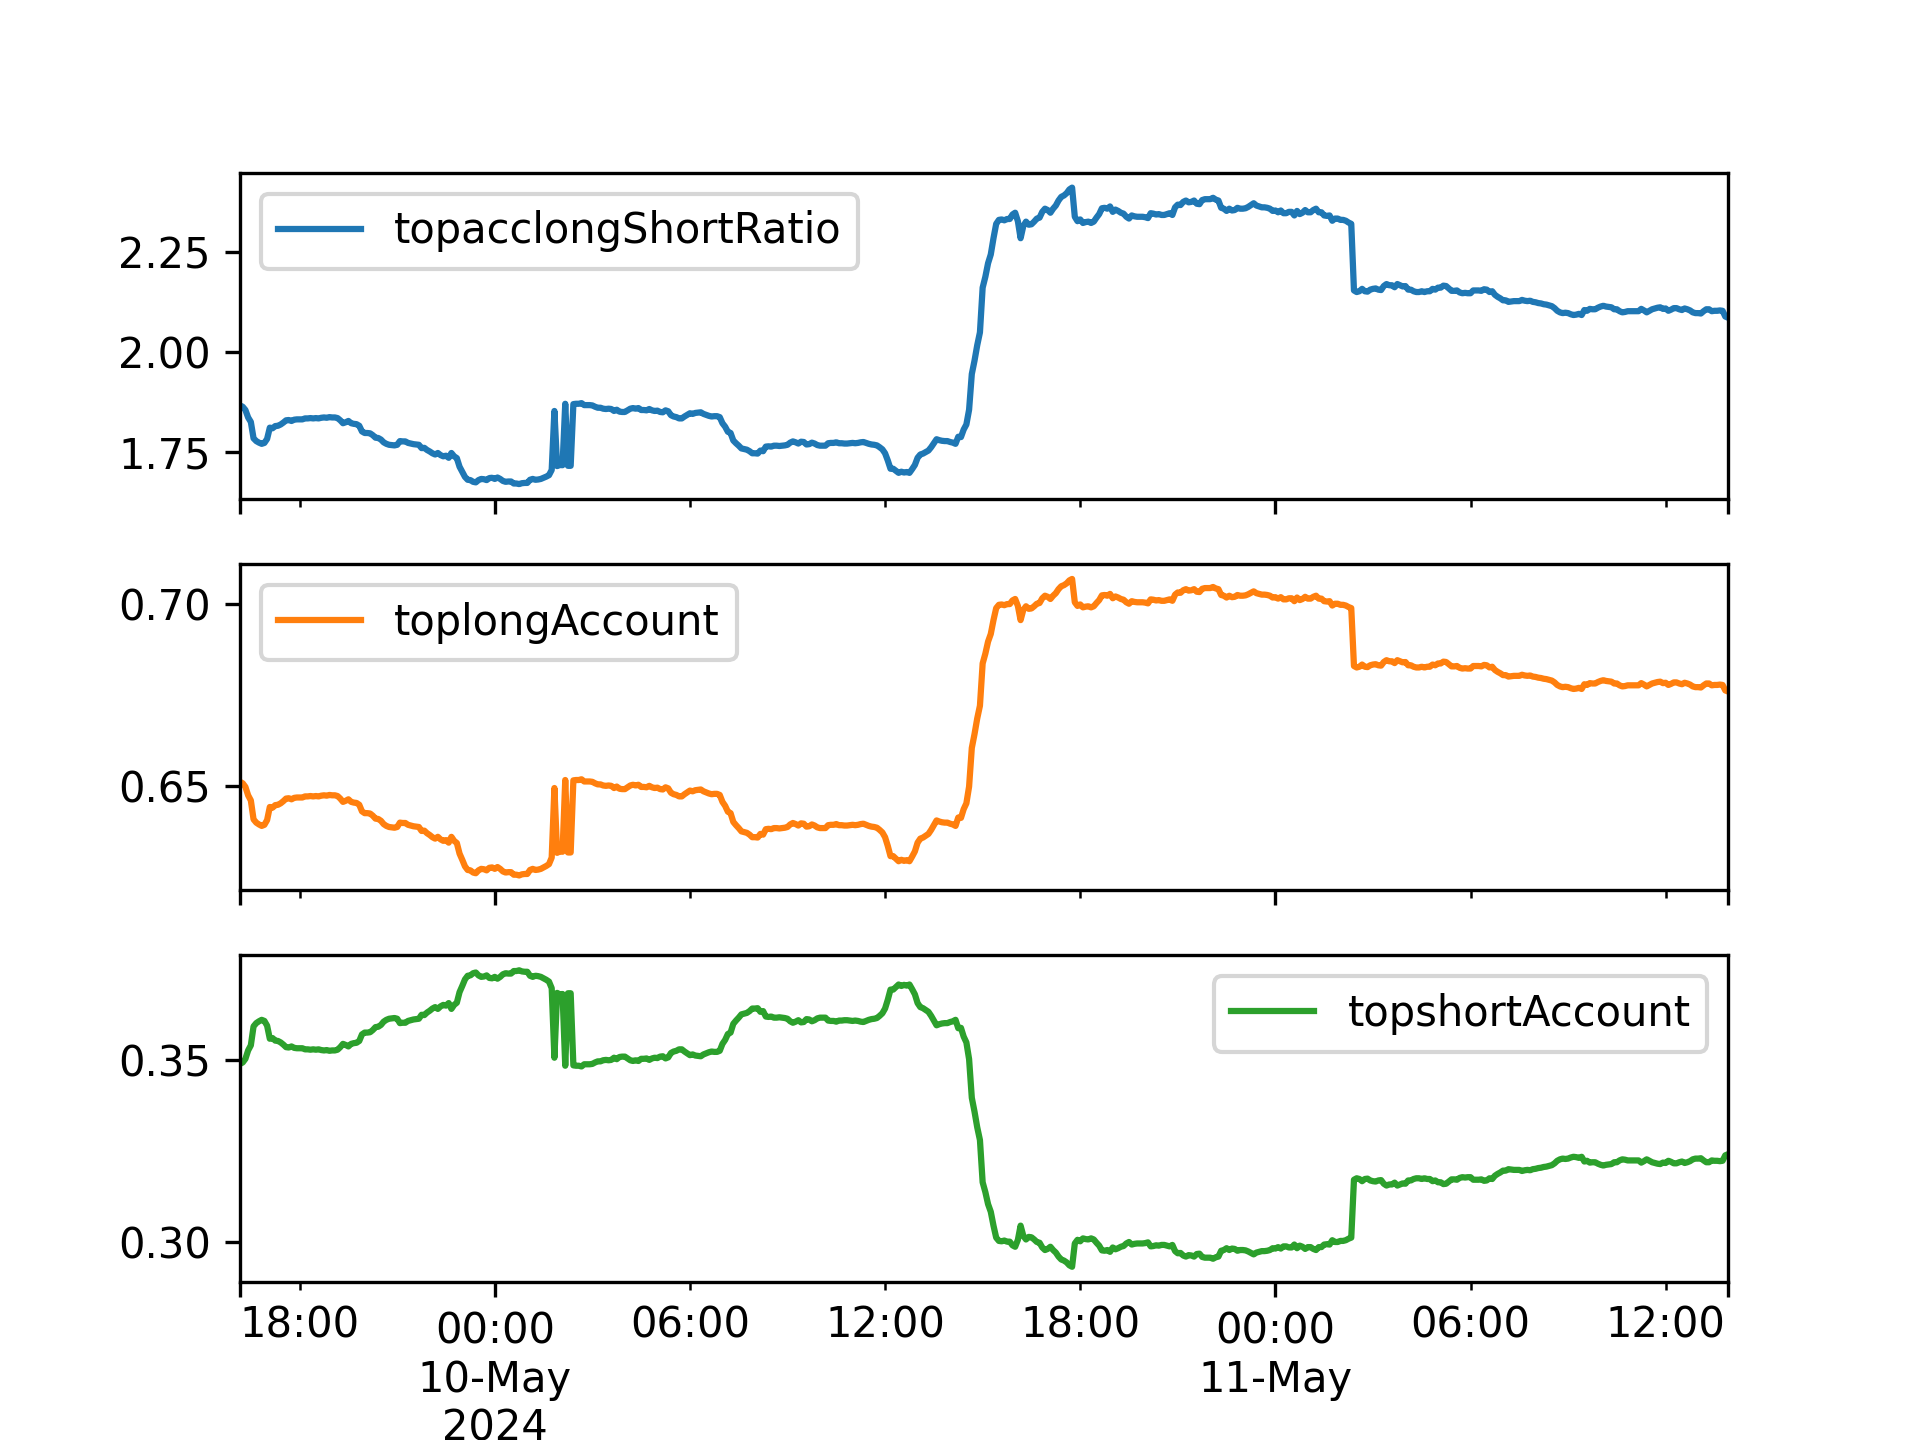 topacclongShortRatio
2.25
2.00
1.75
toplongAccount
0.70
0.65
topshortAccount
0.35
0.30
18:00 00:00 06:00 12:00 18:00 00:00 06:00 12:00
10-May 11-May
2024